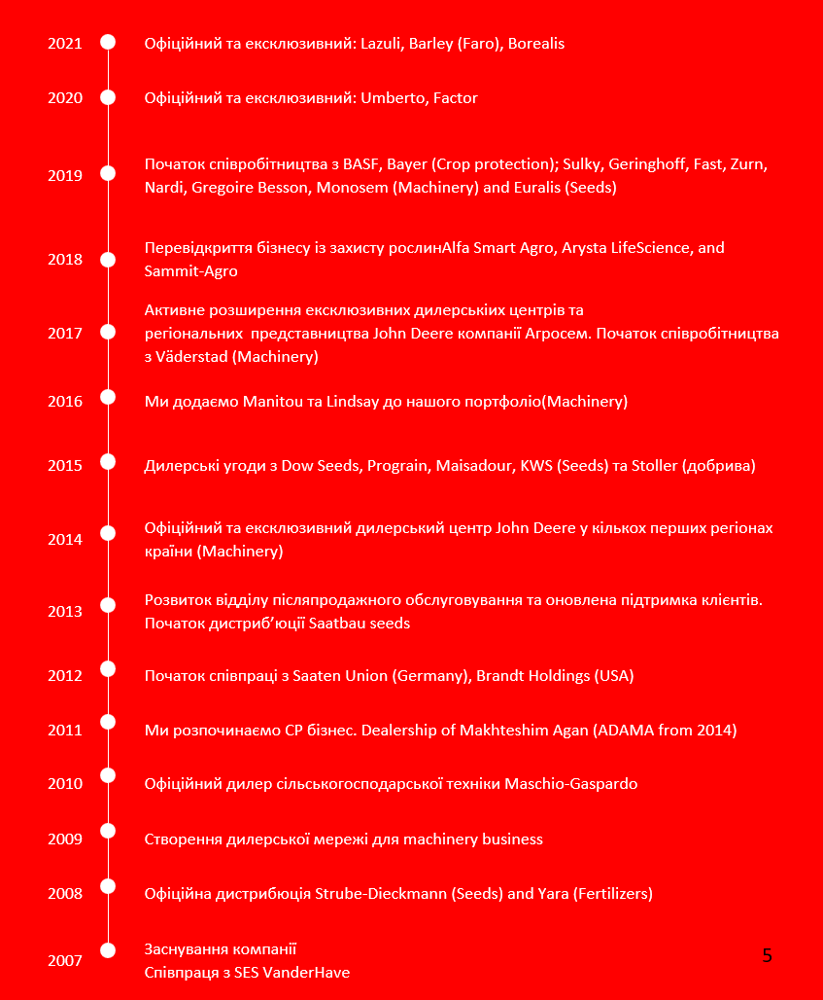 2021
Офіційний та ексклюзивний: Lazuli, Barley (Faro), Borealis
2020
Офіційний та ексклюзивний: Umberto, Factor
2019
Початок співробітництва з BASF, Bayer (Crop protection); Sulky, Geringhoff, Fast, Zurn,
Nardi, Gregoire Besson, Monosem (Machinery) and Euralis (Seeds)
2018
Перевідкриття бізнесу із захисту рослинAlfa Smart Agro, Arysta LifeScience, and
Sammit-Agro
2017
Активне розширення ексклюзивних дилерських центрів та
регіональних  представництва John Deere компанії Агросем. Початок співробітництва
з Väderstad (Machinery)
2016
Ми додаємо Manitou та Lindsay до нашого портфоліо(Machinery)
2015
Дилерські угоди з Dow Seeds, Prograin, Maisadour, KWS (Seeds) та Stoller (добрива)
2014
Офіційний та ексклюзивний дилерський центр John Deere у кількох перших регіонах
країни (Machinery)
2013
Розвиток відділу післяпродажного обслуговування та оновлена підтримка клієнтів.
Початок дистриб’юції Saatbau seeds
2012
Початок співпраці з Saaten Union (Germany), Brandt Holdings (USA)
2011
Ми розпочинаємо СР бізнес. Dealership of Makhteshim Agan (ADAMA from 2014)
2010
Офіційний дилер сільськогосподарської техніки Maschio-Gaspardo
2009
Створення дилерської мережі для machinery business
2008
Офіційна дистрибюція Strube-Dieckmann (Seeds) and Yara (Fertilizers)
2007
Заснування компанії
Співпраця з SES VanderHave
5